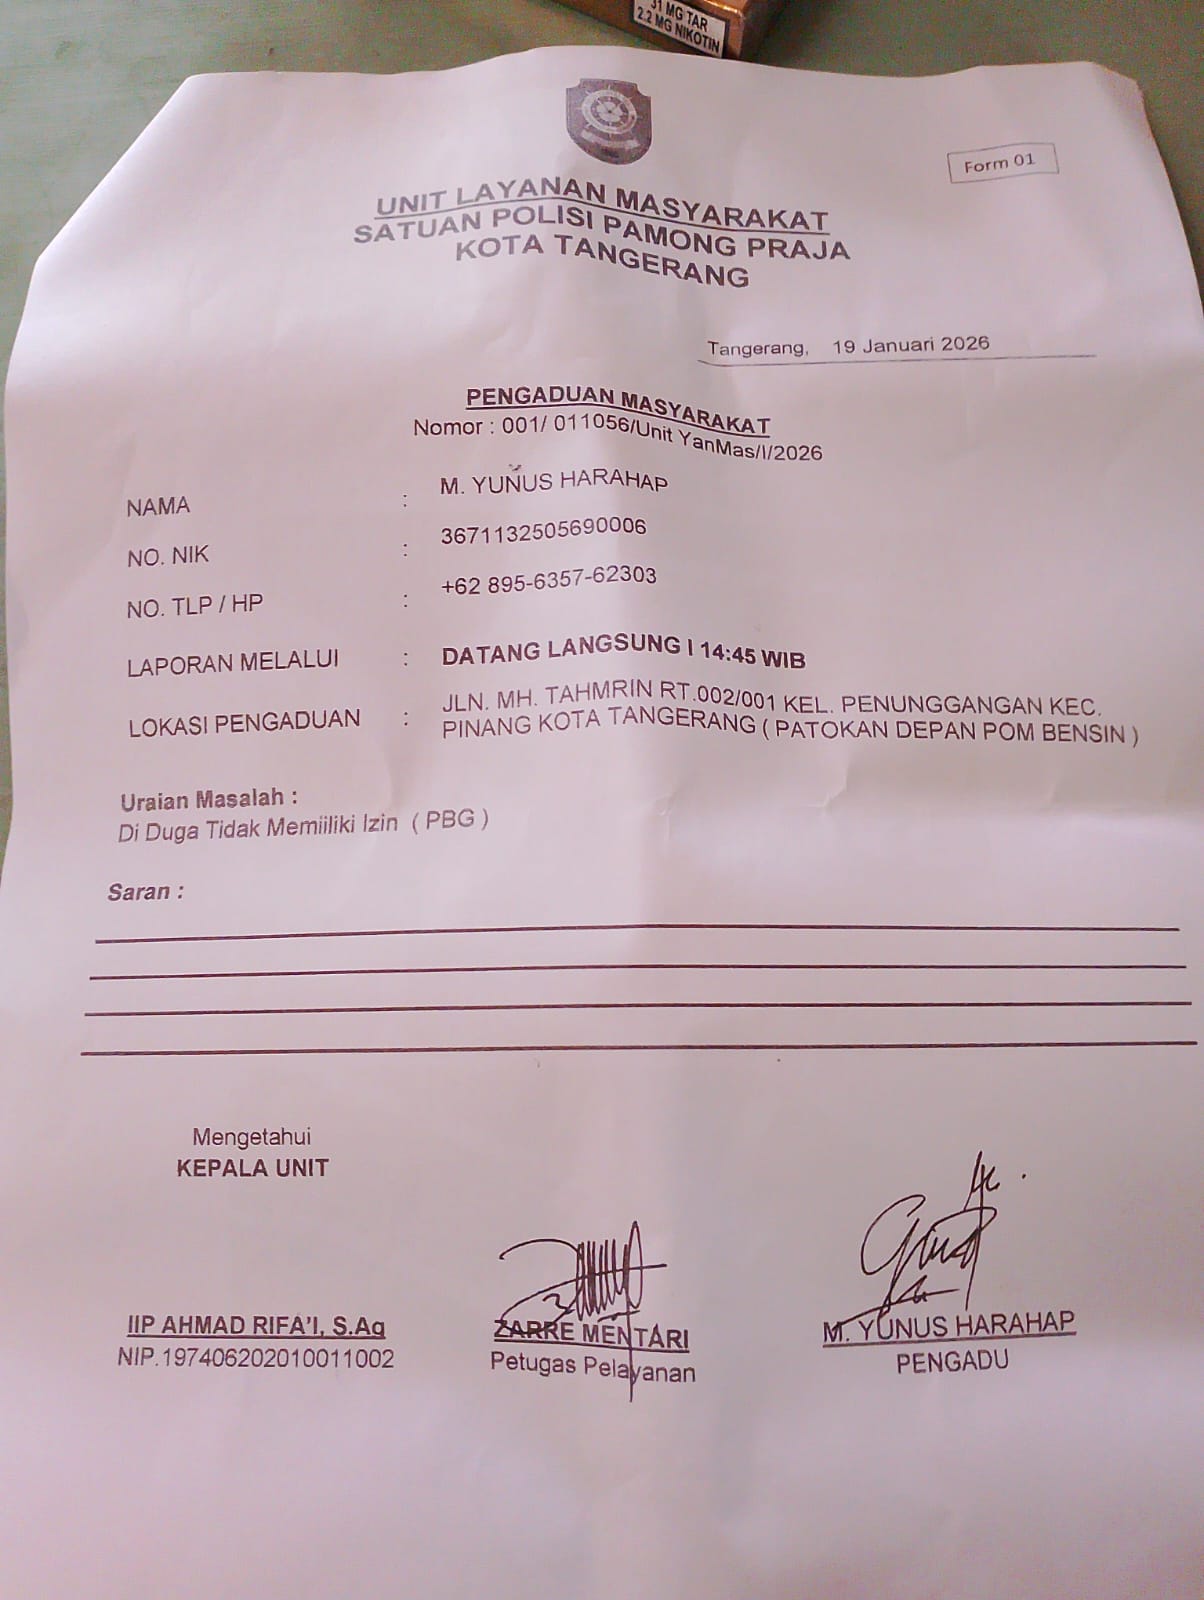 31 MG TAR
2.2 MG NIKOTIN
Form 01
UNIT LAYANAN MASYARAKAT
SATUAN POLISI PAMONG PRAJA
KOTA TANGERANG
Tangerang, 19 Januari 2026
PENGADUAN MASYARAKAT
Nomor : 001/ 011056/Unit YanMas/I/2026
NAMA : M. YUNUS HARAHAP
NO. NIK : 3671132505690006
NO. TLP / HP : +62 895-6357-62303
LAPORAN MELALUI : DATANG LANGSUNG I 14:45 WIB
LOKASI PENGADUAN : JLN. MH. TAHMRIN RT.002/001 KEL. PENUNGGANGAN KEC.
PINANG KOTA TANGERANG ( PATOKAN DEPAN POM BENSIN )
Uraian Masalah :
Di Duga Tidak Memiiliki Izin ( PBG )
Saran :
Mengetahui
KEPALA UNIT
IIP AHMAD RIFA'I, S.Ag
NIP.197406202010011002
ZARRE MENTARI
Petugas Pelayanan
M. YUNUS HARAHAP
PENGADU